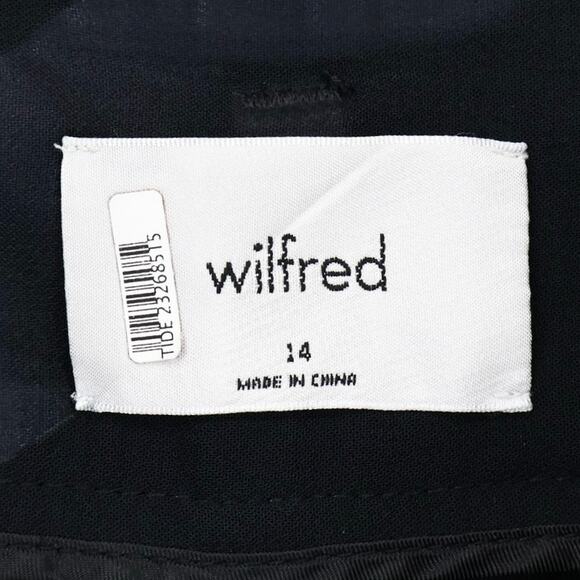 wilfred
14
MADE IN CHINA
TIDE 23268515